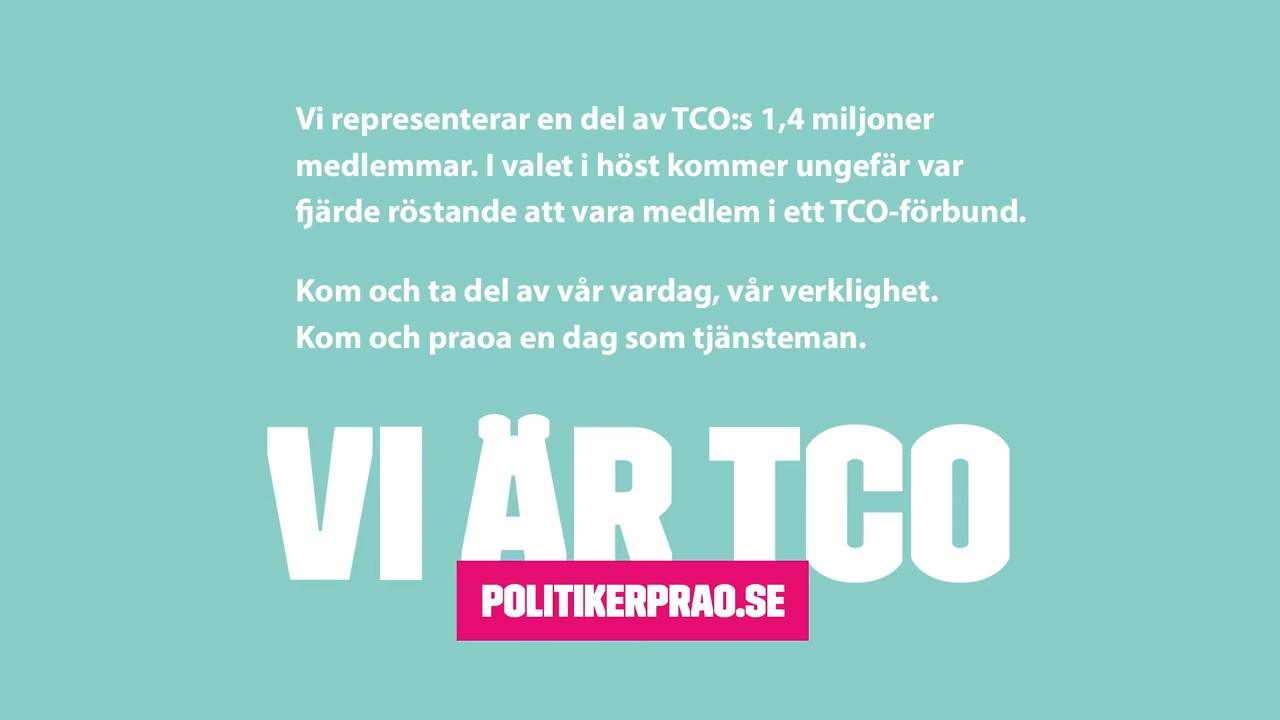 Vi representerar en del av TCO:s 1,4 miljoner
medlemmar. I valet i höst kommer ungefär var
fjärde röstande att vara medlem i ett TCO-förbund.
Kom och ta del av vår vardag, vår verklighet.
Kom och praoa en dag som tjänsteman.
VI ÄR TCO
POLITIKERPRAO.SE